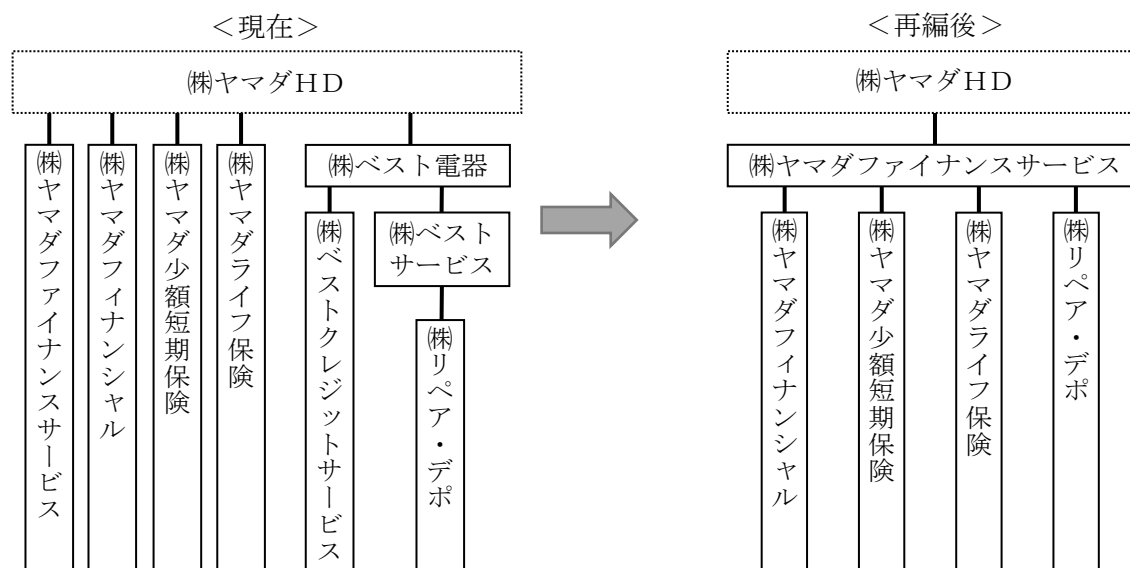 ＜現在＞
㈱ヤマダHD
㈱ヤマダファイナンスサービス
㈱ヤマダフィナンシャル
㈱ヤマダ少額短期保険
㈱ヤマダライフ保険
㈱ベスト電器
㈱ベストクレジットサービス
㈱ベスト
サービス
㈱リペア・デポ
＜再編後＞
㈱ヤマダHD
㈱ヤマダファイナンスサービス
㈱ヤマダフィナンシャル
㈱ヤマダ少額短期保険
㈱ヤマダライフ保険
㈱リペア・デポ